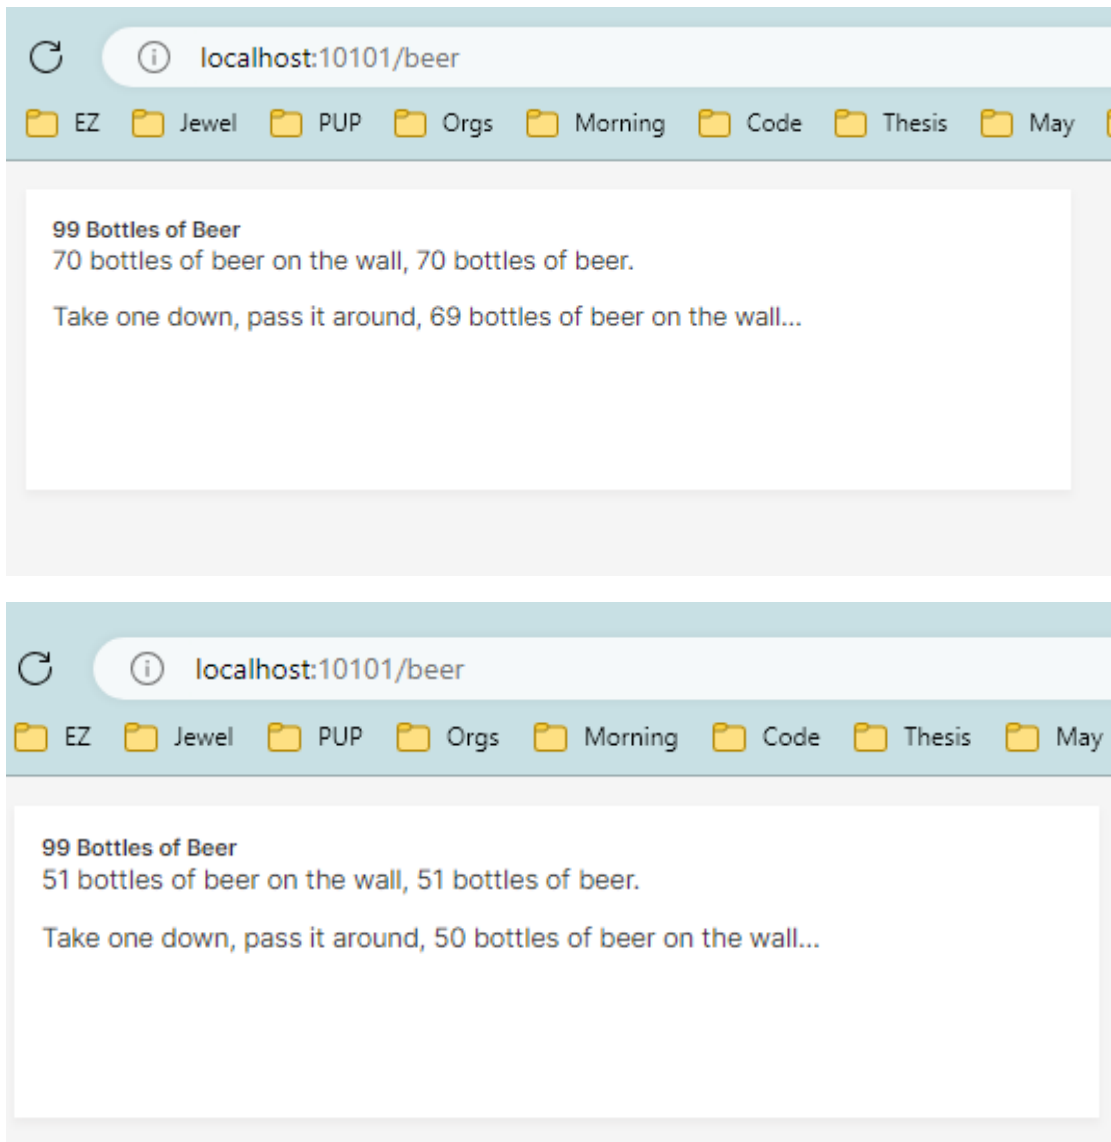 localhost:10101/beer
EZ Jewel PUP Orgs Morning Code Thesis May
99 Bottles of Beer
70 bottles of beer on the wall, 70 bottles of beer.
Take one down, pass it around, 69 bottles of beer on the wall...
localhost:10101/beer
EZ Jewel PUP Orgs Morning Code Thesis May
99 Bottles of Beer
51 bottles of beer on the wall, 51 bottles of beer.
Take one down, pass it around, 50 bottles of beer on the wall...